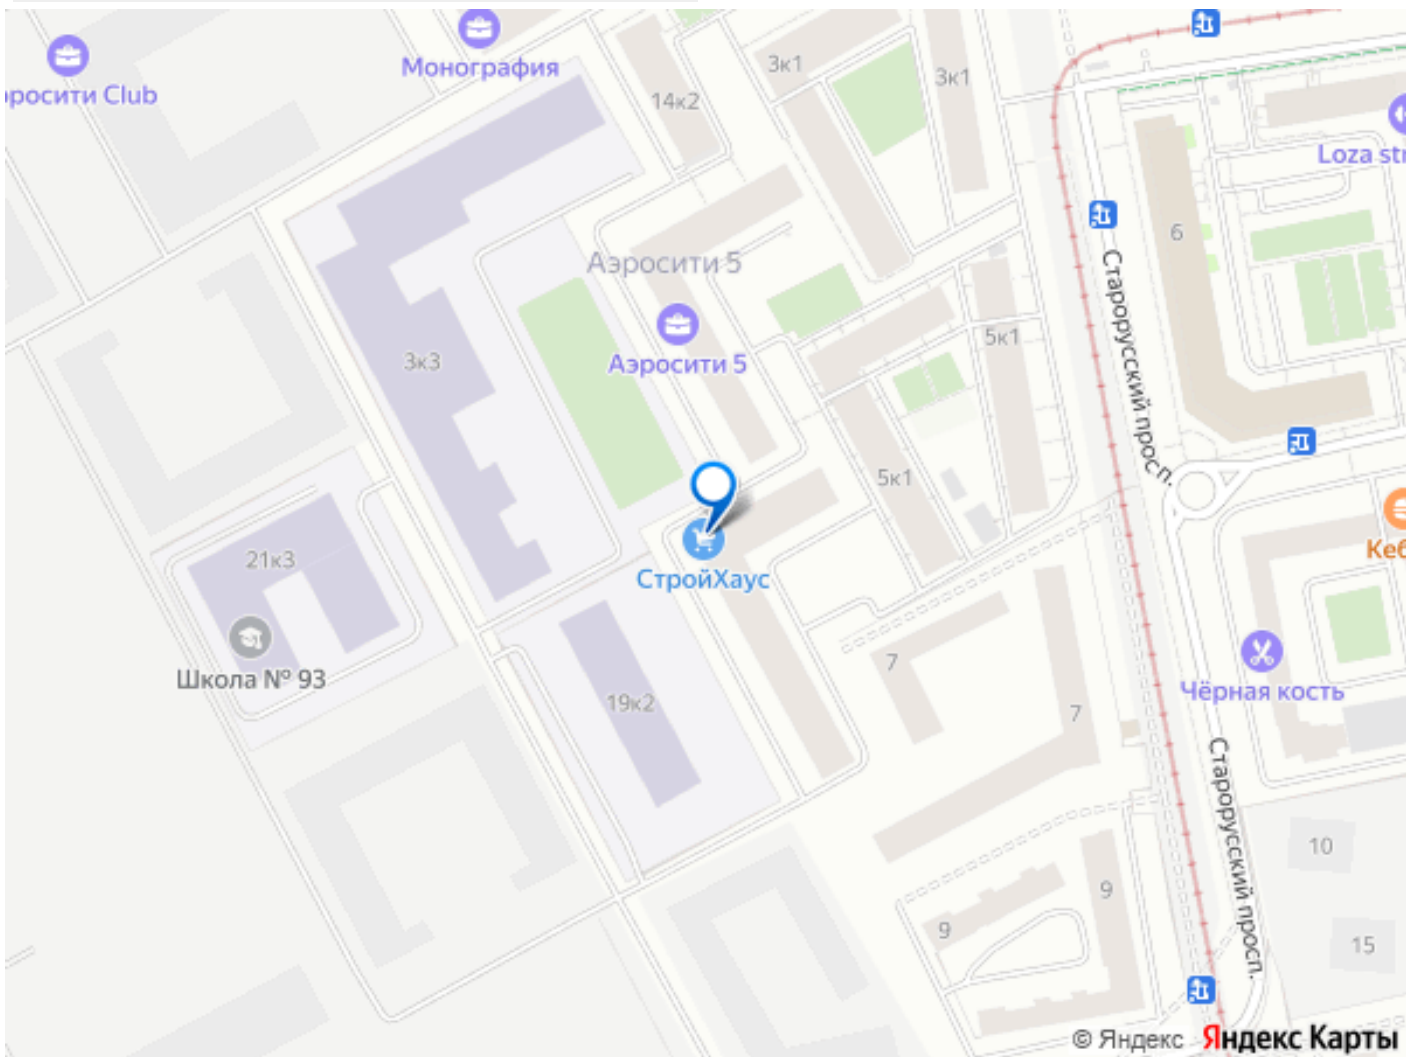 Монография
росити Club
3к1
3к1
14к2
Loza str
6
Старорусский просп.
Аэросити 5
Аэросити 5
3к3
5к1
5к1
СтройХаус
21к3
Школа № 93
19к2
7
7
Кеб
Чёрная кость
Старорусский просп.
10
9
9
15
© Яндекс Яндекс Карты